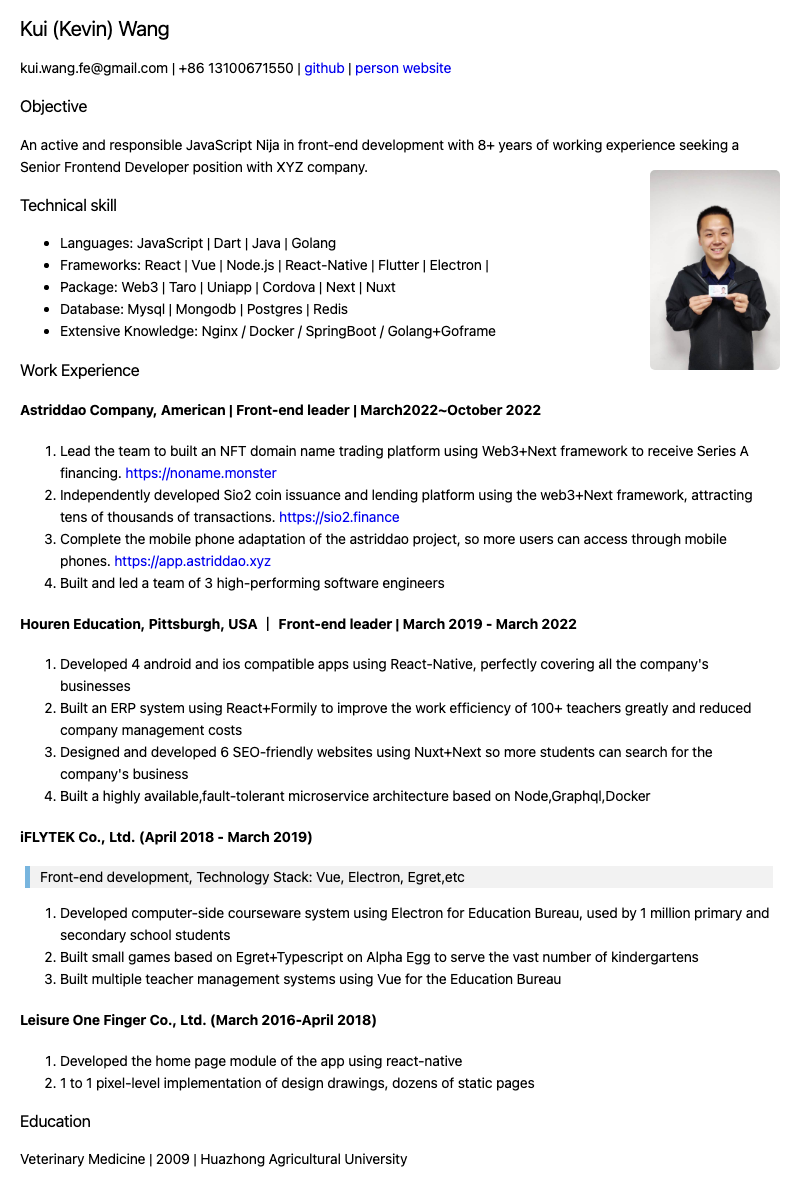 Kui (Kevin) Wang
kui.wang.fe@gmail.com | +86 13100671550 | github | person website
Objective
An active and responsible JavaScript Nija in front-end development with 8+ years of working experience seeking a
Senior Frontend Developer position with XYZ company.
Technical skill
• Languages: JavaScript | Dart | Java | Golang
• Frameworks: React | Vue | Node.js | React-Native | Flutter | Electron |
• Package: Web3 | Taro | Uniapp | Cordova | Next | Nuxt
• Database: Mysql | Mongodb | Postgres | Redis
• Extensive Knowledge: Nginx / Docker / SpringBoot / Golang+Goframe
Work Experience
Astriddao Company, American | Front-end leader | March2022~October 2022
1. Lead the team to built an NFT domain name trading platform using Web3+Next framework to receive Series A
financing. https://noname.monster
2. Independently developed Sio2 coin issuance and lending platform using the web3+Next framework, attracting
tens of thousands of transactions. https://sio2.finance
3. Complete the mobile phone adaptation of the astriddao project, so more users can access through mobile
phones. https://app.astriddao.xyz
4. Built and led a team of 3 high-performing software engineers
Houren Education, Pittsburgh, USA ｜ Front-end leader | March 2019 - March 2022
1. Developed 4 android and ios compatible apps using React-Native, perfectly covering all the company's
businesses
2. Built an ERP system using React+Formily to improve the work efficiency of 100+ teachers greatly and reduced
company management costs
3. Designed and developed 6 SEO-friendly websites using Nuxt+Next so more students can search for the
company's business
4. Built a highly available,fault-tolerant microservice architecture based on Node,Graphql,Docker
iFLYTEK Co., Ltd. (April 2018 - March 2019)
Front-end development, Technology Stack: Vue, Electron, Egret,etc
1. Developed computer-side courseware system using Electron for Education Bureau, used by 1 million primary and
secondary school students
2. Built small games based on Egret+Typescript on Alpha Egg to serve the vast number of kindergartens
3. Built multiple teacher management systems using Vue for the Education Bureau
Leisure One Finger Co., Ltd. (March 2016-April 2018)
1. Developed the home page module of the app using react-native
2. 1 to 1 pixel-level implementation of design drawings, dozens of static pages
Education
Veterinary Medicine | 2009 | Huazhong Agricultural University